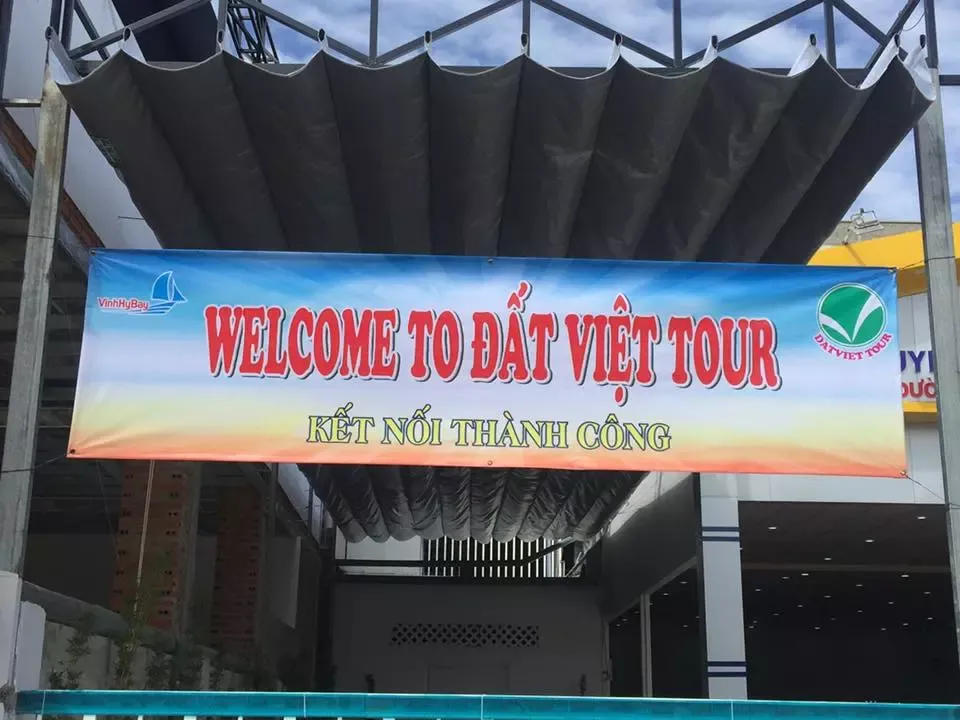 VinhHyBay
WELCOME TO ĐẤT VIỆT TOUR
DATVIET TOUR
KẾT NỐI THÀNH CÔNG